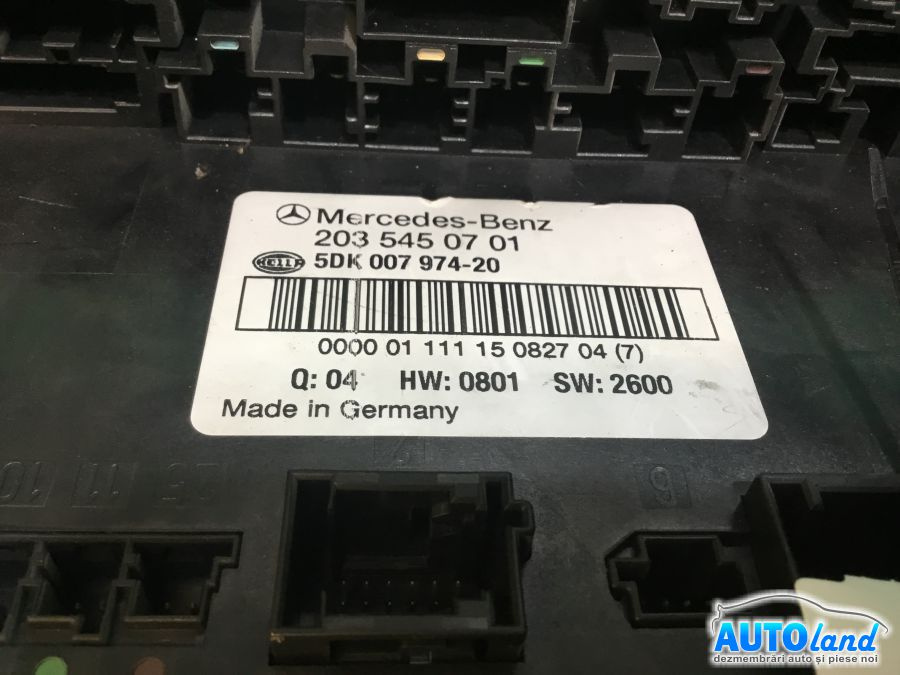 Mercedes-Benz
203 545 07 01
HELLA 5DK 007 974-20
0000 01 111 15 0827 04 (7)
Q: 04 HW: 0801 SW: 2600
Made in Germany
6
AUTOland
dezmembrări auto și piese noi